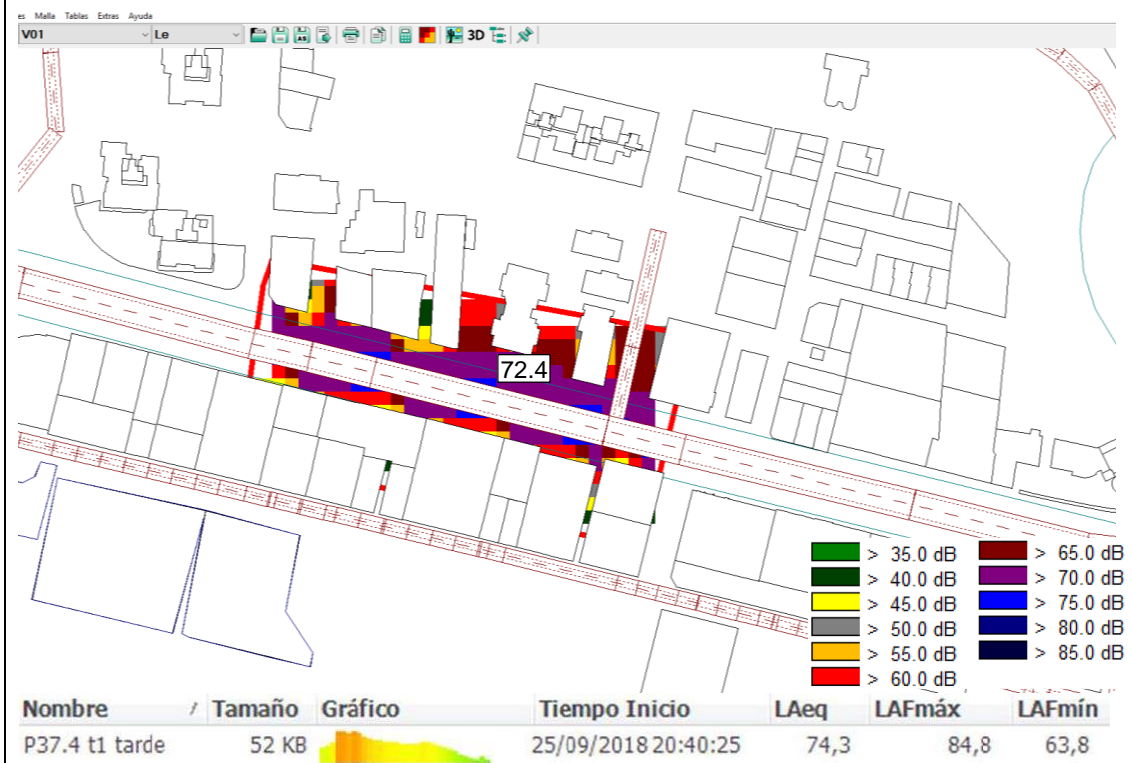 es Malla Tablas Extras Ayuda
V01 Le AS 3D
72.4
> 35.0 dB > 65.0 dB
> 40.0 dB > 70.0 dB
> 45.0 dB > 75.0 dB
> 50.0 dB > 80.0 dB
> 55.0 dB > 85.0 dB
> 60.0 dB
Nombre / Tamaño Gráfico Tiempo Inicio LAeq LAFmáx LAFmín
P37.4 t1 tarde 52 KB 25/09/2018 20:40:25 74,3 84,8 63,8